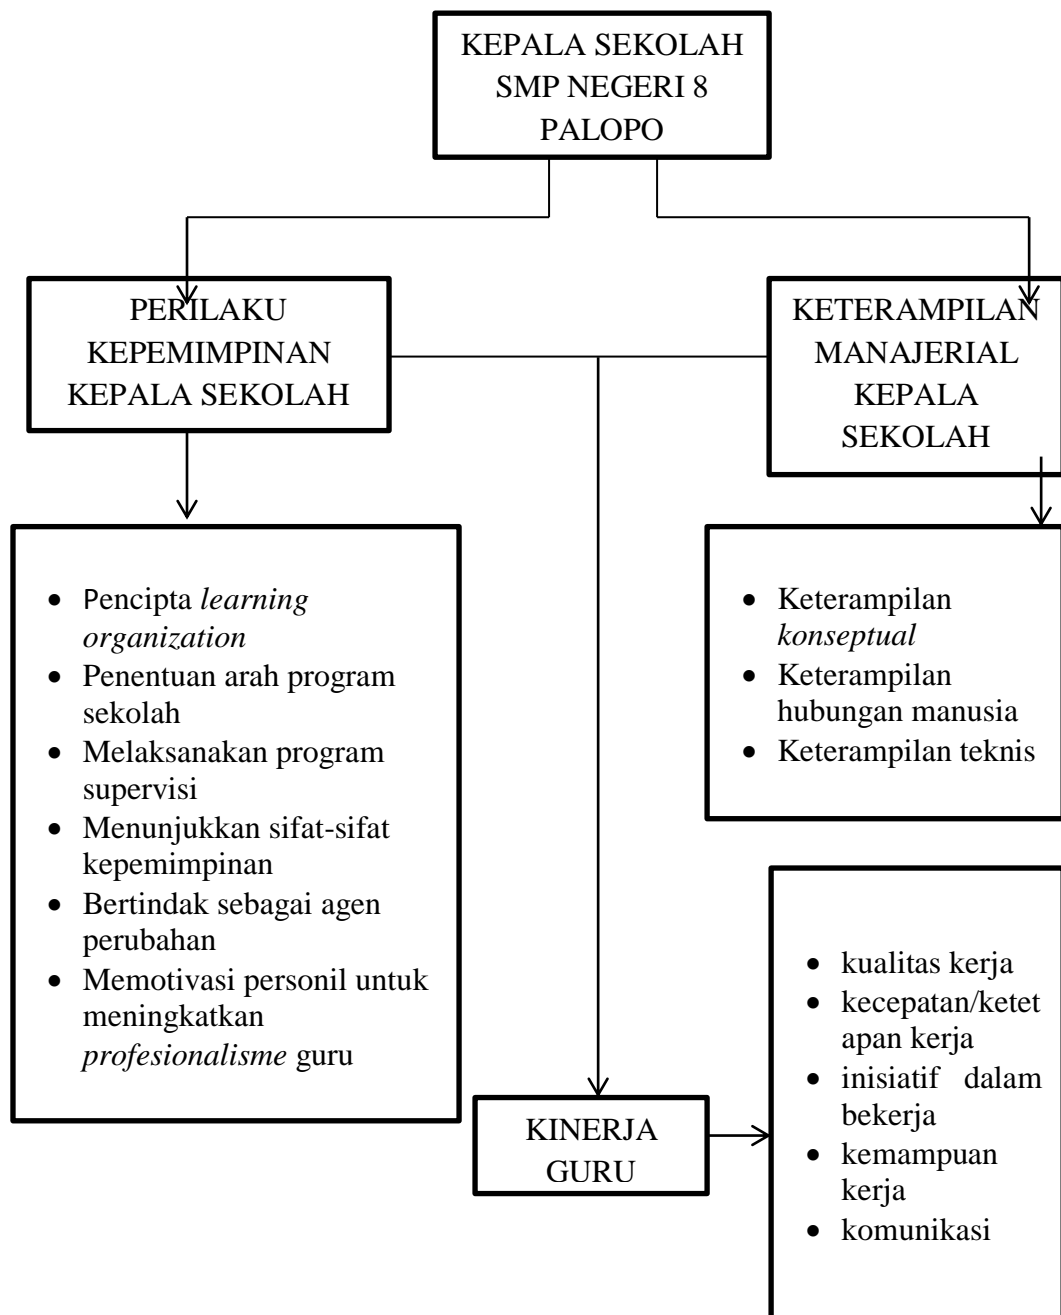 KEPALA SEKOLAH
SMP NEGERI 8
PALOPO
PERILAKU
KEPEMIMPINAN
KEPALA SEKOLAH
KETERAMPILAN
MANAJERIAL
KEPALA
SEKOLAH
• Pencipta learning
organization
• Penentuan arah program
sekolah
• Melaksanakan program
supervisi
• Menunjukkan sifat-sifat
kepemimpinan
• Bertindak sebagai agen
perubahan
• Memotivasi personil untuk
meningkatkan
profesionalisme guru
• Keterampilan
konseptual
• Keterampilan
hubungan manusia
• Keterampilan teknis
KINERJA
GURU
• kualitas kerja
• kecepatan/ketet
apan kerja
• inisiatif dalam
bekerja
• kemampuan
kerja
• komunikasi